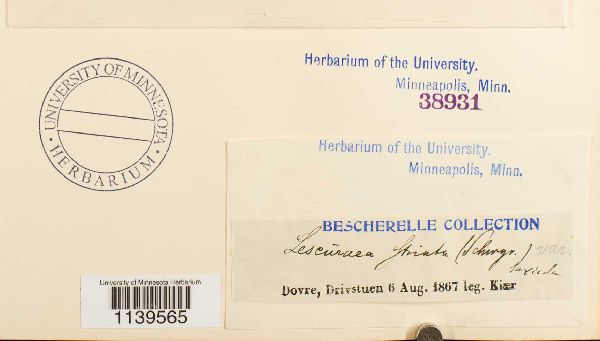 UNIVERSITY OF MINNESOTA
· HERBARIUM ·
Herbarium of the University.
Minneapolis, Minn.
38931
Herbarium of the University.
Minneapolis, Minn.
BESCHERELLE COLLECTION
Lescuraea striata (Schwgr.) var.
saxicola
Dovre, Drivstuen 6 Aug. 1867 leg. Kiær
University of Minnesota Herbarium
1139565